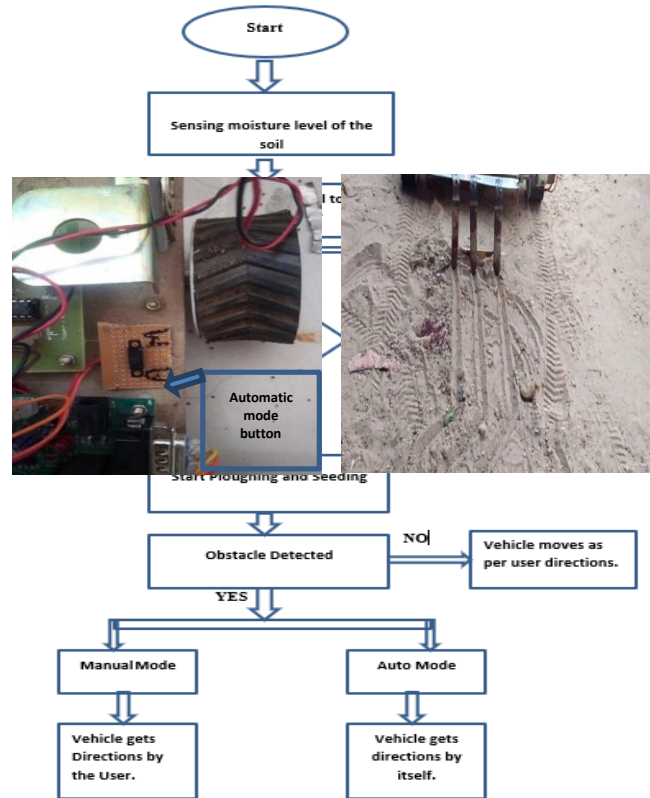 Start
Sensing moisture level of the
soil
to
Automatic
mode
button
Start Ploughing and Seeding
Obstacle Detected
NO
Vehicle moves as
per user directions.
YES
Manual Mode
Auto Mode
Vehicle gets
Directions by
the User.
Vehicle gets
directions by
itself.